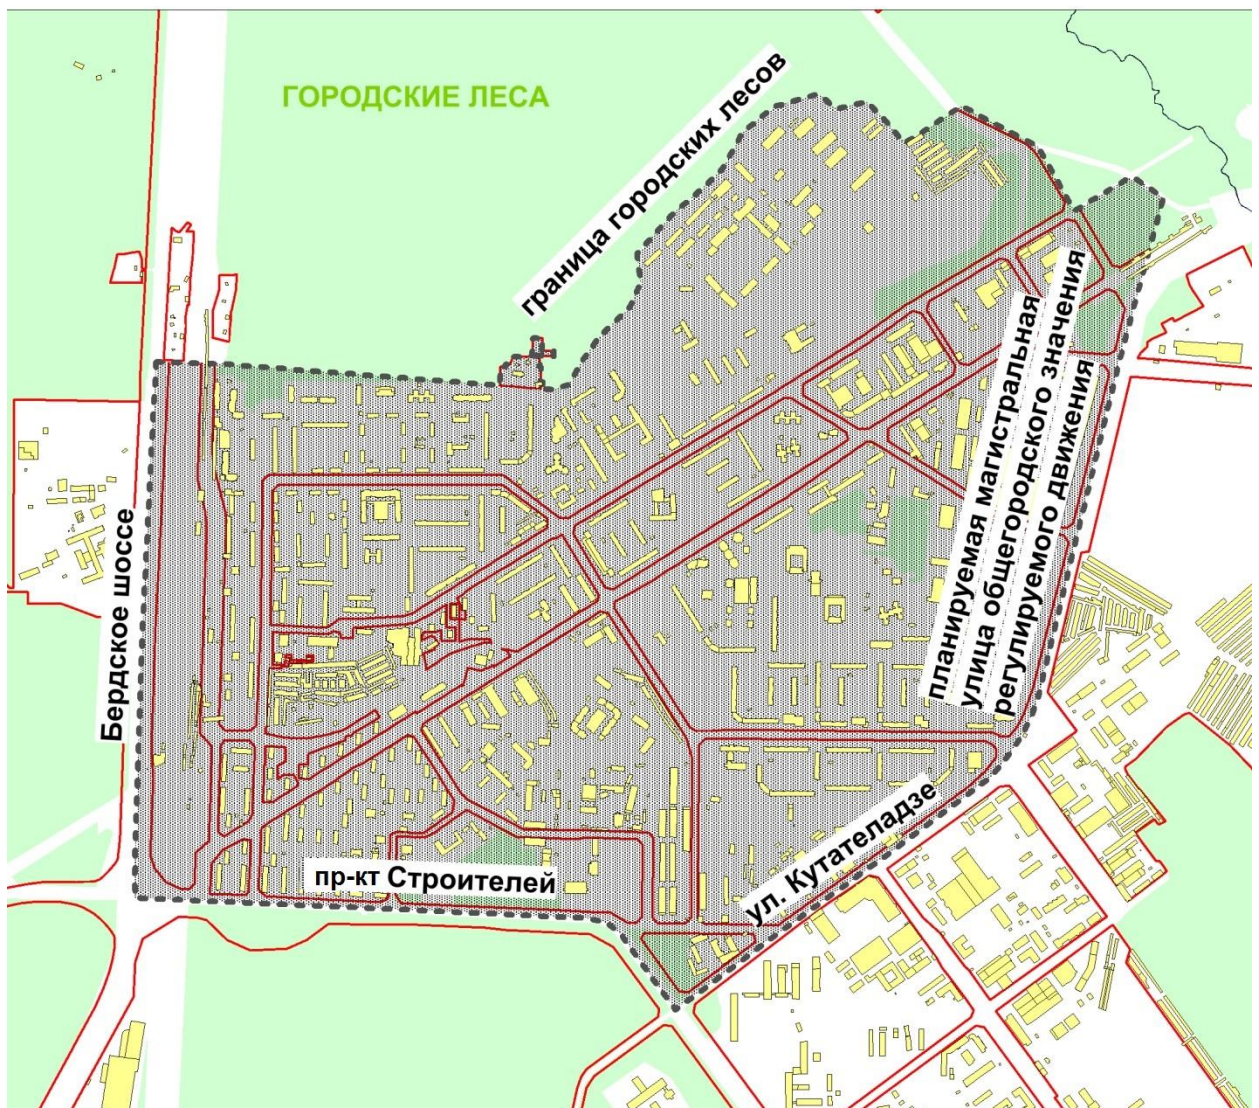 ГОРОДСКИЕ ЛЕСА
граница городских лесов
планируемая магистральная
улица общегородского значения
регулируемого движения
Бердское шоссе
пр-кт Строителей
ул. Кутателадзе